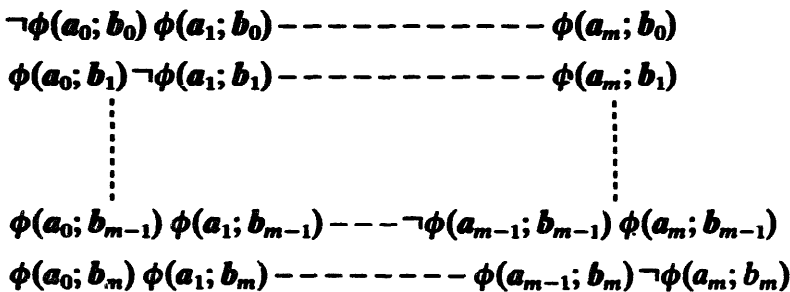 ¬ϕ(a₀; b₀) ϕ(a₁; b₀) ----------- ϕ(aₘ; b₀)
ϕ(a₀; b₁) ¬ϕ(a₁; b₁) ----------- ϕ(aₘ; b₁)
ϕ(a₀; bₘ₋₁) ϕ(a₁; bₘ₋₁) --- ¬ϕ(aₘ₋₁; bₘ₋₁) ϕ(aₘ; bₘ₋₁)
ϕ(a₀; bₘ) ϕ(a₁; bₘ) -------- ϕ(aₘ₋₁; bₘ) ¬ϕ(aₘ; bₘ)